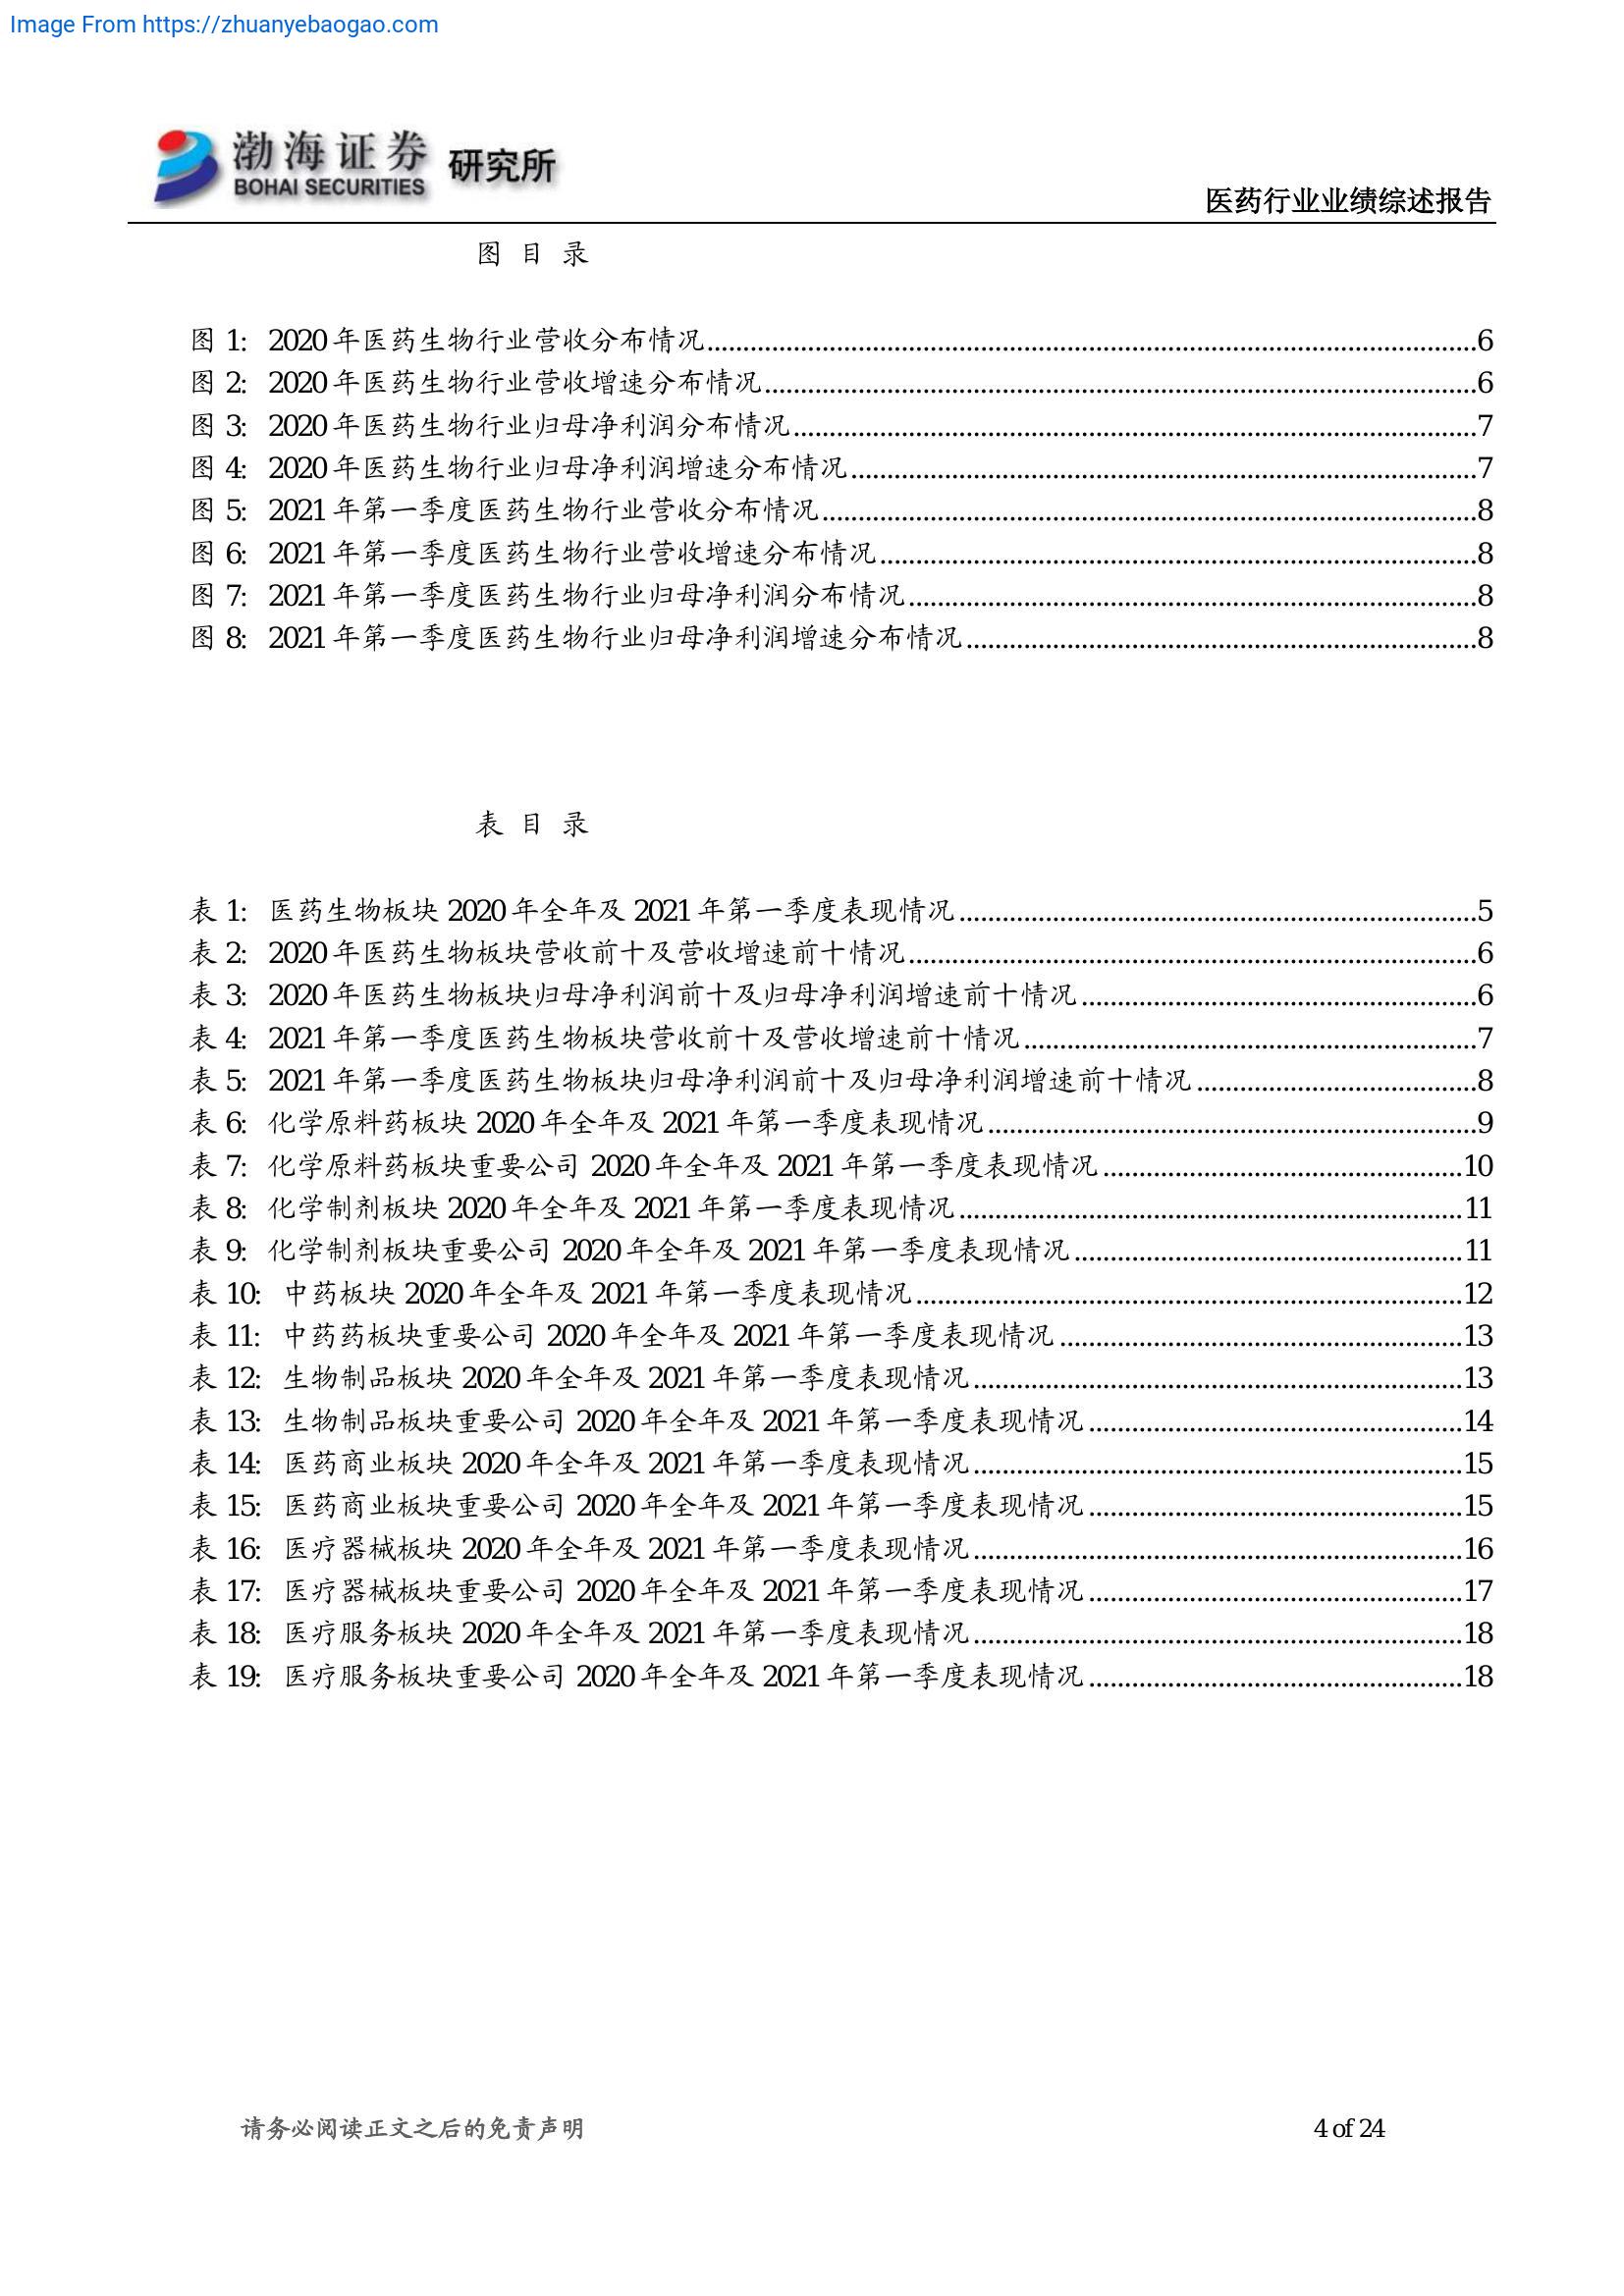 Image From https://zhuanyebaogao.com
渤海证券 研究所
BOHAI SECURITIES
医药行业业绩综述报告
图 目 录
图 1: 2020 年医药生物行业营收分布情况........................6
图 2: 2020 年医药生物行业营收增速分布情况........................6
图 3: 2020 年医药生物行业归母净利润分布情况........................7
图 4: 2020 年医药生物行业归母净利润增速分布情况........................7
图 5: 2021 年第一季度医药生物行业营收分布情况........................8
图 6: 2021 年第一季度医药生物行业营收增速分布情况........................8
图 7: 2021 年第一季度医药生物行业归母净利润分布情况........................8
图 8: 2021 年第一季度医药生物行业归母净利润增速分布情况........................8
表 目 录
表 1: 医药生物板块 2020 年全年及 2021 年第一季度表现情况........................5
表 2: 2020 年医药生物板块营收前十及营收增速前十情况........................6
表 3: 2020 年医药生物板块归母净利润前十及归母净利润增速前十情况........................6
表 4: 2021 年第一季度医药生物板块营收前十及营收增速前十情况........................7
表 5: 2021 年第一季度医药生物板块归母净利润前十及归母净利润增速前十情况........................8
表 6: 化学原料药板块 2020 年全年及 2021 年第一季度表现情况........................9
表 7: 化学原料药板块重要公司 2020 年全年及 2021 年第一季度表现情况........................10
表 8: 化学制剂板块 2020 年全年及 2021 年第一季度表现情况........................11
表 9: 化学制剂板块重要公司 2020 年全年及 2021 年第一季度表现情况........................11
表 10: 中药板块 2020 年全年及 2021 年第一季度表现情况........................12
表 11: 中药药板块重要公司 2020 年全年及 2021 年第一季度表现情况........................13
表 12: 生物制品板块 2020 年全年及 2021 年第一季度表现情况........................13
表 13: 生物制品板块重要公司 2020 年全年及 2021 年第一季度表现情况........................14
表 14: 医药商业板块 2020 年全年及 2021 年第一季度表现情况........................15
表 15: 医药商业板块重要公司 2020 年全年及 2021 年第一季度表现情况........................15
表 16: 医疗器械板块 2020 年全年及 2021 年第一季度表现情况........................16
表 17: 医疗器械板块重要公司 2020 年全年及 2021 年第一季度表现情况........................17
表 18: 医疗服务板块 2020 年全年及 2021 年第一季度表现情况........................18
表 19: 医疗服务板块重要公司 2020 年全年及 2021 年第一季度表现情况........................18
请务必阅读正文之后的免责声明
4 of 24